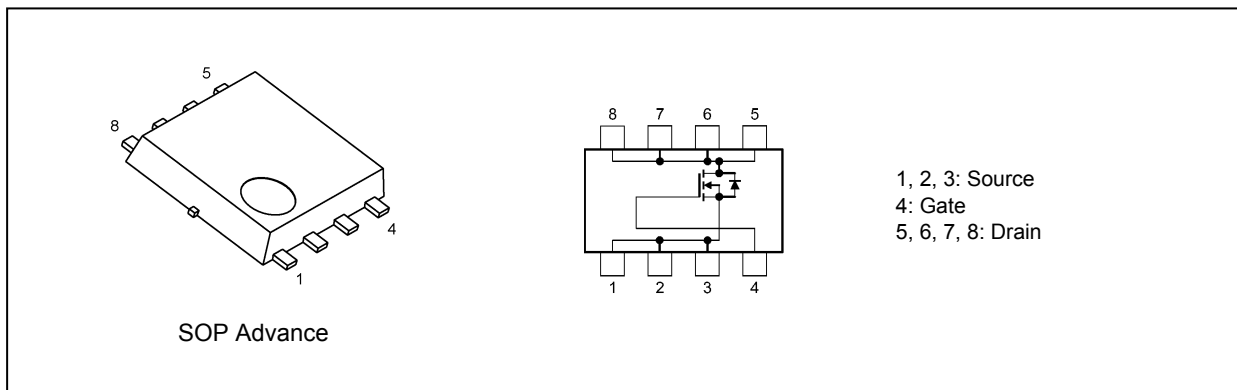 5
8
4
1
SOP Advance
8 7 6 5
1 2 3 4
1, 2, 3: Source
4: Gate
5, 6, 7, 8: Drain